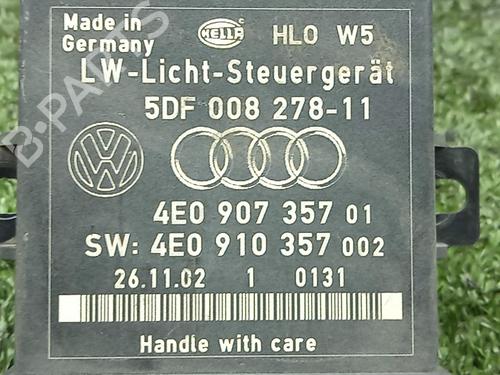 Made in
Germany
HELLA
HLO W5
LW-Licht-Steuergerät
5DF 008 278-11
4E0 907 357 01
SW: 4E0 910 357 002
26.11.02 1 0131
Handle with care
B-PARTS